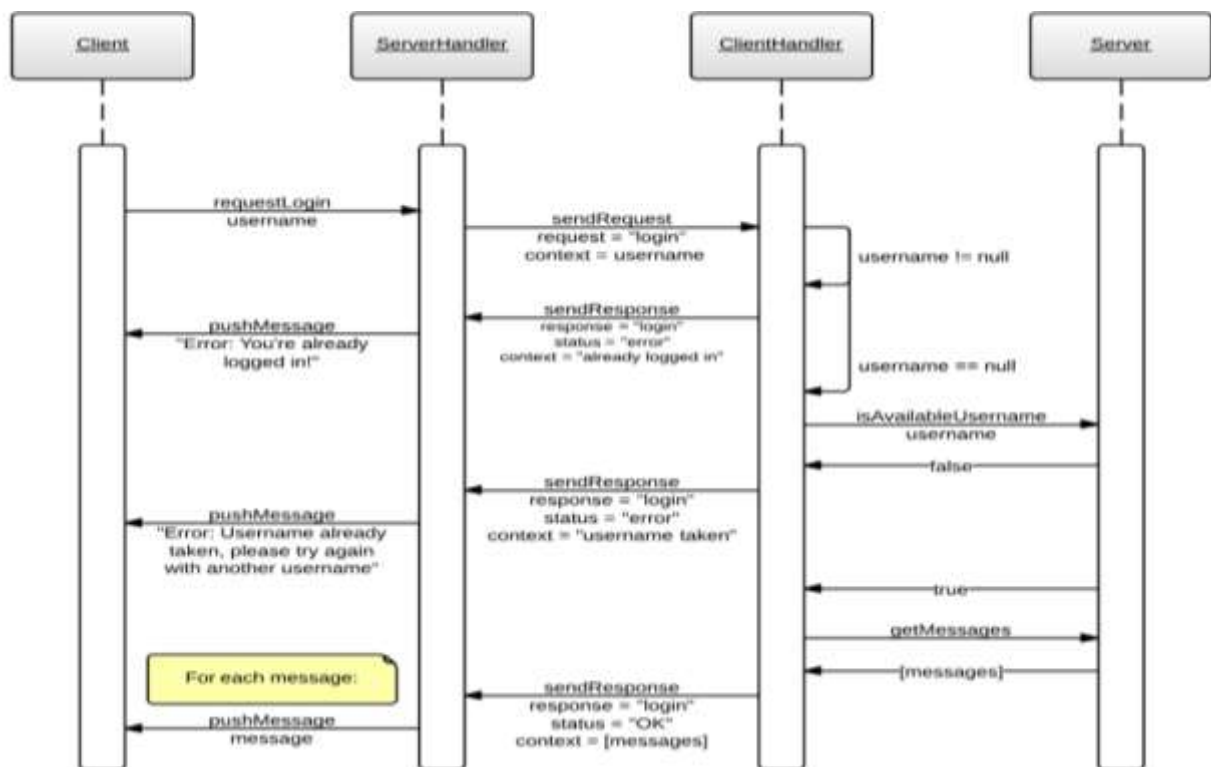 Client
ServerHandler
ClientHandler
Server
requestLogin
username
sendRequest
request = "login"
context = username
username != null
sendResponse
response = "login"
status = "error"
context = "already logged in"
pushMessage
"Error: You're already
logged in!"
username == null
isAvailableUsername
username
false
sendResponse
response = "login"
status = "error"
context = "username taken"
pushMessage
"Error: Username already
taken, please try again
with another username"
true
getMessages
[messages]
For each message:
sendResponse
response = "login"
status = "OK"
context = [messages]
pushMessage
message